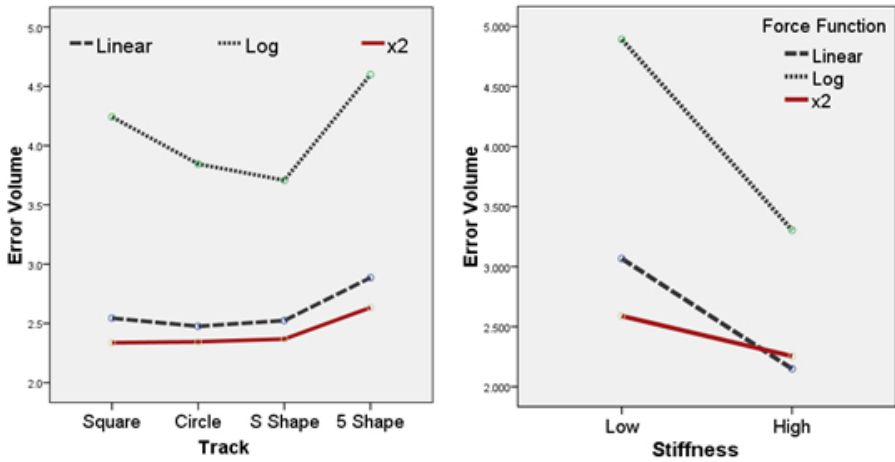 5.0
4.5
4.0
3.5
3.0
2.5
2.0
Error Volume
Linear Log x2
Square Circle S Shape 5 Shape
Track
5.000
4.500
4.000
3.500
3.000
2.500
2.000
Error Volume
Force Function
Linear
Log
x2
Low High
Stiffness